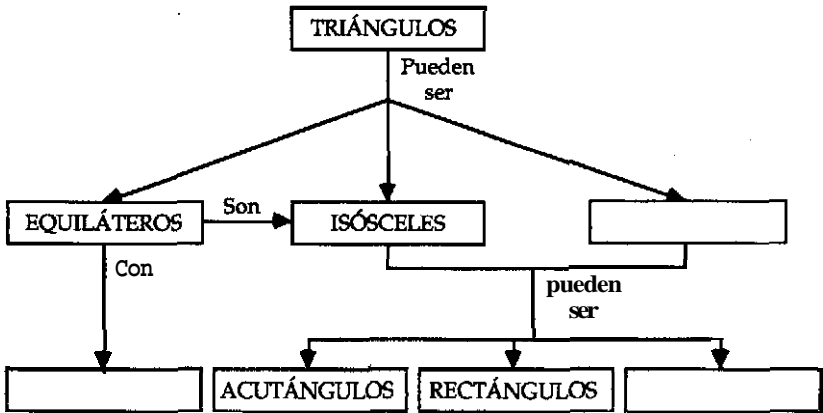 TRIÁNGULOS
Pueden
ser
EQUILÁTEROS
Son
ISÓSCELES
Con
pueden
ser
ACUTÁNGULOS
RECTÁNGULOS